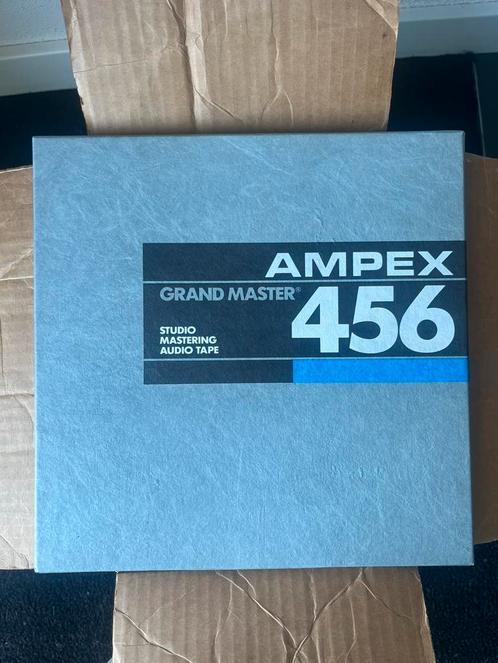 AMPEX
GRAND MASTER® 456
STUDIO
MASTERING
AUDIO TAPE